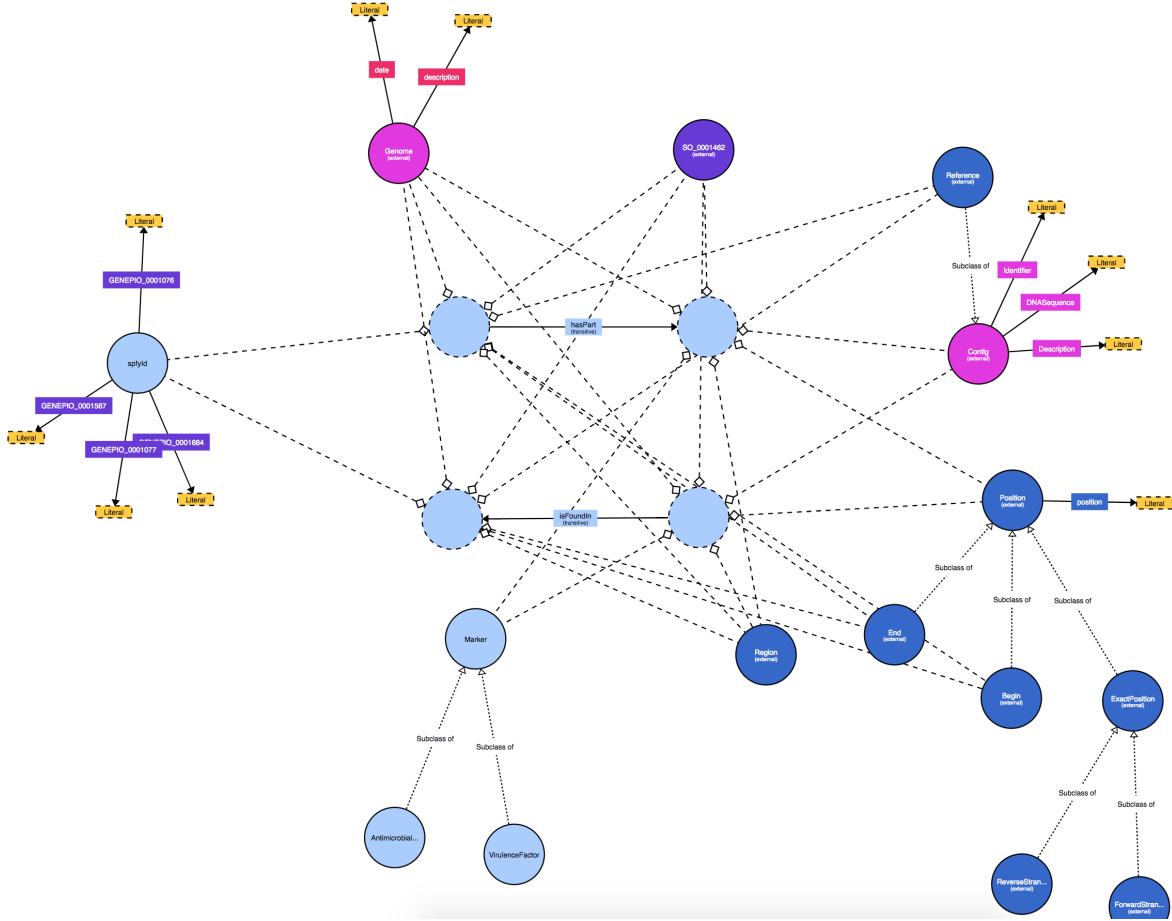 Literal
Literal
date
description
Genome
(external)
SO_0001462
(external)
Reference
(external)
Literal
Literal
Subclass of
Identifier
Literal
GENEPIO_0001076
DNASequence
hasPart
(transitive)
Contig
(external)
Description
Literal
spfyId
GENEPIO_0001567
Literal
GENEPIO_0001077
GENEPIO_0001684
Literal
Literal
isFoundIn
(transitive)
Position
(external)
position
Literal
Subclass of
Subclass of
Subclass of
Marker
End
(external)
Region
(external)
Begin
(external)
ExactPosition
(external)
Subclass of
Subclass of
Subclass of
Subclass of
Antimicrobial...
VirulenceFactor
ReverseStran...
(external)
ForwardStran...
(external)